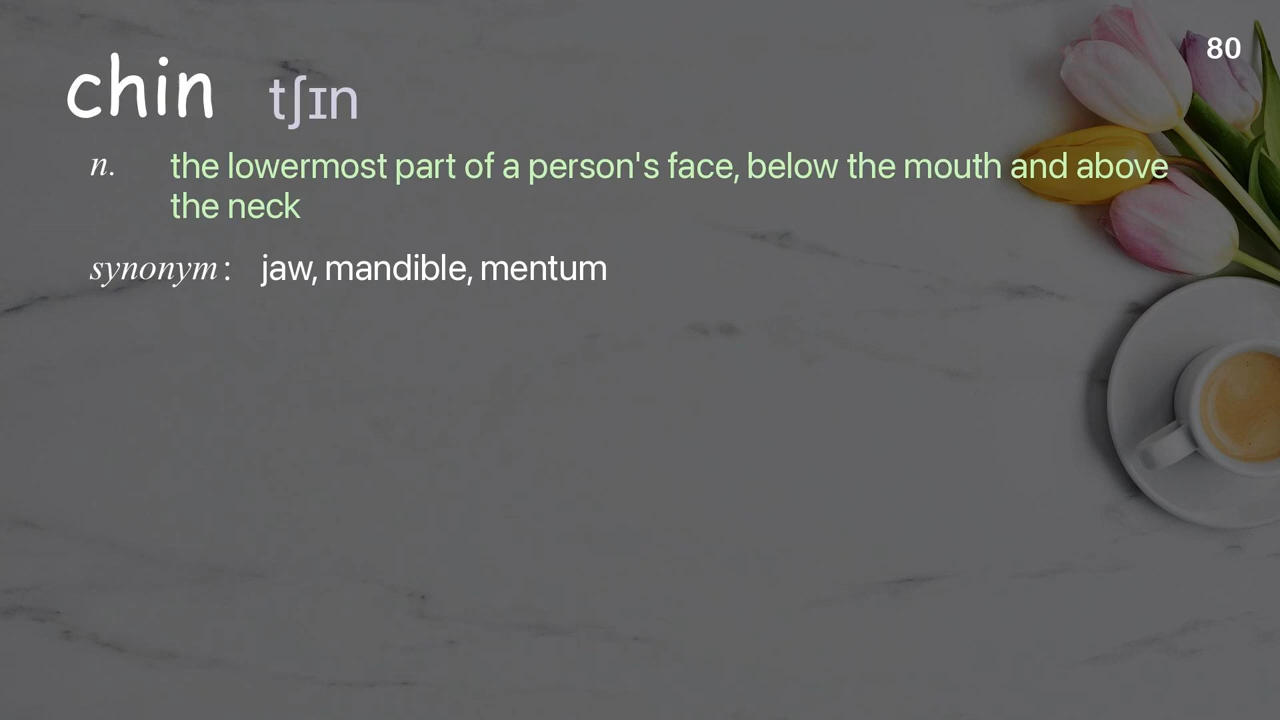 80
chin tʃɪn
n. the lowermost part of a person's face, below the mouth and above
the neck
synonym: jaw, mandible, mentum